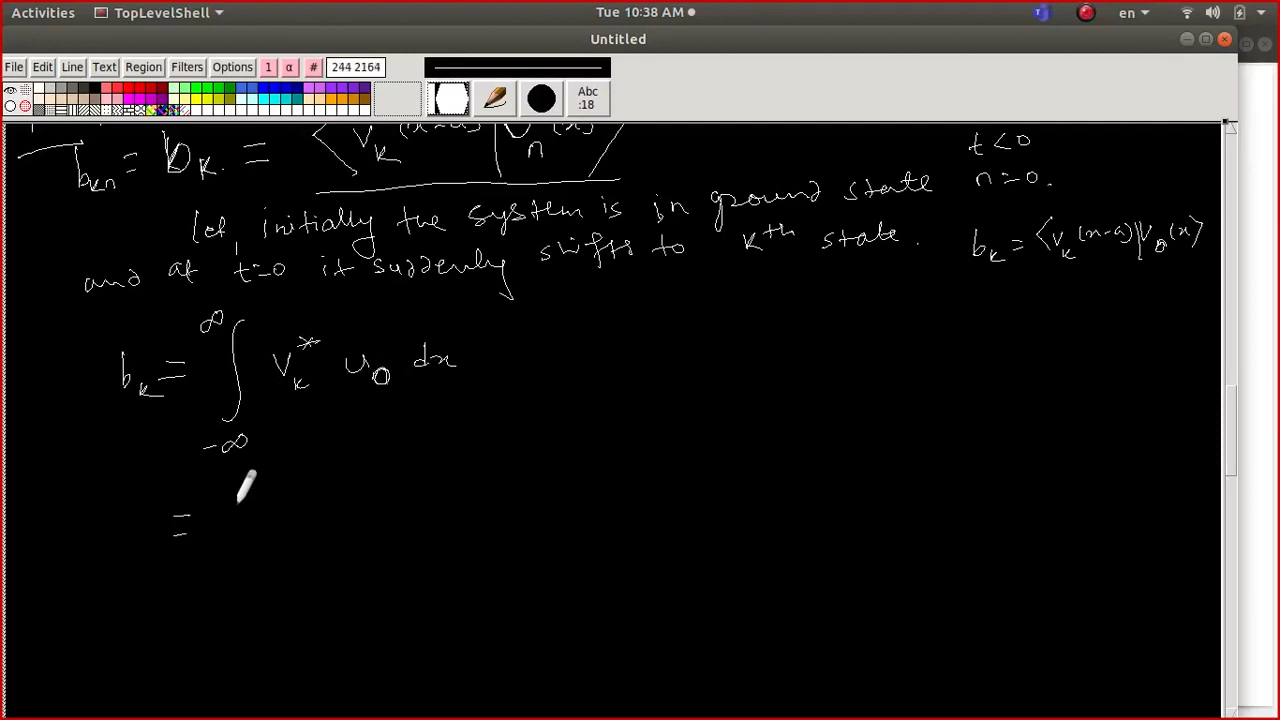 Activities TopLevelShell Tue 10:38 AM en
Untitled
File Edit Line Text Region Filters Options 1 α # 244 2164
Abc
:18
b_kn = b_k = ⟨V_k(x-a)|V_n(x)⟩
t<0
n=0.
Let, initially the system is in ground state
and at t=0 it suddenly shifts to kth state.
b_k = ⟨V_k(x-a)|V_0(x)⟩
b_k = ∫_{-∞}^{∞} V_k^* u_0 dx
=